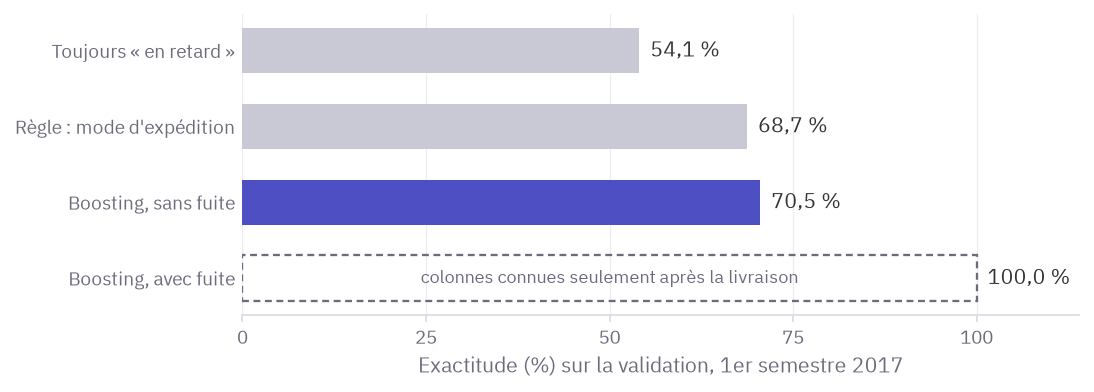 Toujours « en retard »
54,1 %
Règle : mode d'expédition
68,7 %
Boosting, sans fuite
70,5 %
Boosting, avec fuite
colonnes connues seulement après la livraison
100,0 %
0 25 50 75 100
Exactitude (%) sur la validation, 1er semestre 2017